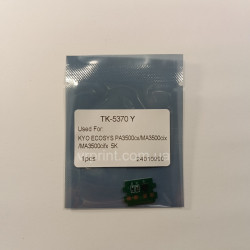 TK-5370 Y
Used For
KYO ECOSYS PA3500cx/MA3500cix
/MA3500cifx 5K
1pcs